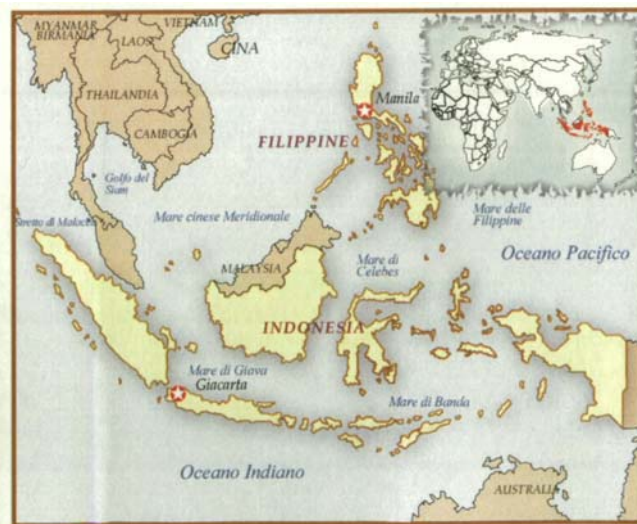 MYANMAR
BIRMANIA
LAOS
VIETNAM
CINA
THAILANDIA
CAMBOGIA
Manila
FILIPPINE
Golfo del
Siam
Mare cinese Meridionale
Mare delle
Filippine
Stretto di Malacca
Oceano Pacifico
MALAYSIA
Mare di
Celebes
INDONESIA
Mare di Giava
Giacarta
Mare di Banda
Oceano Indiano
AUSTRALIA